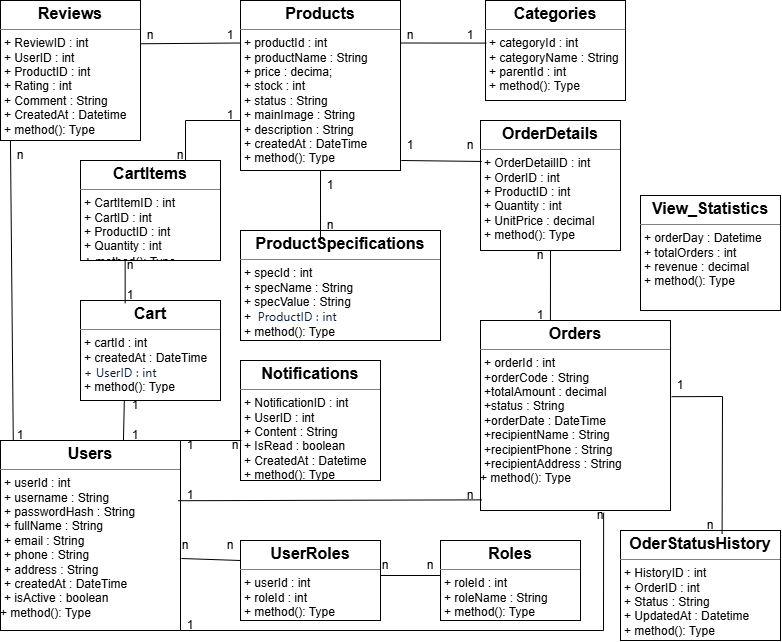 Reviews
+ ReviewID : int
+ UserID : int
+ ProductID : int
+ Rating : int
+ Comment : String
+ CreatedAt : Datetime
+ method(): Type
n
1
Products
+ productId : int
+ productName : String
+ price : decima;
+ stock : int
+ status : String
+ mainImage : String
+ description : String
+ createdAt : DateTime
+ method(): Type
n
1
Categories
+ categoryId : int
+ categoryName : String
+ parentId : int
+ method(): Type
1
n
n
1
n
OrderDetails
+ OrderDetailID : int
+ OrderID : int
+ ProductID : int
+ Quantity : int
+ UnitPrice : decimal
+ method(): Type
CartItems
+ CartItemID : int
+ CartID : int
+ ProductID : int
+ Quantity : int
+ method(): Type
1
n
ProductSpecifications
+ specId : int
+ specName : String
+ specValue : String
+ ProductID : int
+ method(): Type
View_Statistics
+ orderDay : Datetime
+ totalOrders : int
+ revenue : decimal
+ method(): Type
n
1
n
1
Cart
+ cartId : int
+ createdAt : DateTime
+ UserID : int
+ method(): Type
Orders
+ orderId : int
+orderCode : String
+totalAmount : decimal
+status : String
+orderDate : DateTime
+recipientName : String
+recipientPhone : String
+recipientAddress : String
+ method(): Type
Notifications
+ NotificationID : int
+ UserID : int
+ Content : String
+ IsRead : boolean
+ CreatedAt : Datetime
+ method(): Type
1
1
1
1
1
n
Users
+ userId : int
+ username : String
+ passwordHash : String
+ fullName : String
+ email : String
+ phone : String
+ address : String
+ createdAt : DateTime
+ isActive : boolean
+ method(): Type
1
n
n
n
n
n
n
1
n
UserRoles
+ userId : int
+ roleId : int
+ method(): Type
Roles
+ roleId : int
+ roleName : String
+ method(): Type
OderStatusHistory
+ HistoryID : int
+ OrderID : int
+ Status : String
+ UpdatedAt : Datetime
+ method(): Type